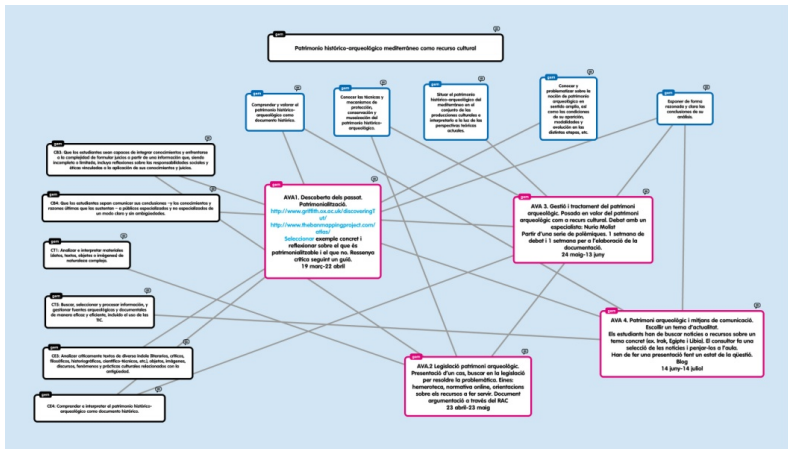 Patrimonio histórico-arqueológico mediterráneo como recurso cultural
Comprender y valorar el
patrimonio histórico-
arqueológico como
documento histórico.
Conocer las técnicas y
mecanismos de
protección,
conservación y
musealización del
patrimonio histórico-
arqueológico.
Situar el patrimonio
histórico-arqueológico del
mediterráneo en el
conjunto de las
producciones culturales e
interpretarlo a la luz de las
perspectivas teóricas
actuales.
Conocer y
problematizar sobre la
noción de patrimonio
arqueológico en
sentido amplio, así
como las condiciones
de su aparición,
modalidades y
evolución en las
distintas etapas, etc.
Exponer de forma
razonada y clara las
conclusiones de su
análisis.
CB3. Que los estudiantes sean capaces de integrar conocimientos y enfrentarse
a la complejidad de formular juicios a partir de una información que, siendo
incompleta o limitada, incluya reflexiones sobre las responsabilidades sociales y
éticas vinculadas a la aplicación de sus conocimientos y juicios.
CB4. Que los estudiantes sepan comunicar sus conclusiones -y los conocimientos y
razones últimas que las sustentan – a públicos especializados y no especializados de
un modo claro y sin ambigüedades.
CT1. Analizar e interpretar materiales
(datos, textos, objetos o imágenes) de
naturaleza compleja.
CT2. Buscar, seleccionar y procesar información, y
gestionar fuentes arqueológicas y documentales
de manera eficaz y eficiente, incluido el uso de las
TIC.
CE2. Analizar críticamente textos de diversa índole (literarios, críticos,
filosóficos, historiográficos, científico-técnicos, etc.), objetos, imágenes,
discursos, fenómenos y prácticas culturales relacionados con la
antigüedad.
CE4. Comprender e interpretar el patrimonio histórico-
arqueológico como documento histórico.
AVA1. Descoberta dels passat.
Patrimonialització.
http://www.griffith.ox.ac.uk/discoveringT
ut/
http://www.thebanmappingproject.com/
atlas/
Seleccionar exemple concret i
reflexionar sobre el que és
patrimonialitzable i el que no. Ressenya
crítica seguint un guió.
19 març-22 abril
AVA 3. Gestió i tractament del patrimoni
arqueològic. Posada en valor del patrimoni
arqueològic com a recurs cultural. Debat amb un
especialista: Nuria Molist
Partir d'una serie de polèmiques. 1 setmana de
debat i 1 setmana per a l'elaboració de la
documentació.
24 maig-13 juny
AVA.2 Legislació patrimoni arqueològic.
Presentació d'un cas, buscar en la legislació
per resoldre la problemàtica. Eines:
hemeroteca, normativa online, orientacions
sobre els recursos a fer servir. Document
argumentació a través del RAC
23 abril-23 maig
AVA 4. Patrimoni arqueològic i mitjans de comunicació.
Escollir un tema d'actualitat.
Els estudiants han de buscar notícies o recursos sobre un
tema concret (ex. Irak, Egipte i Líbia). El consultor fa una
selecció de les notícies i penjar-les a l'aula.
Han de fer una presentació fent un estat de la qüestió.
Blog
14 juny-14 juliol